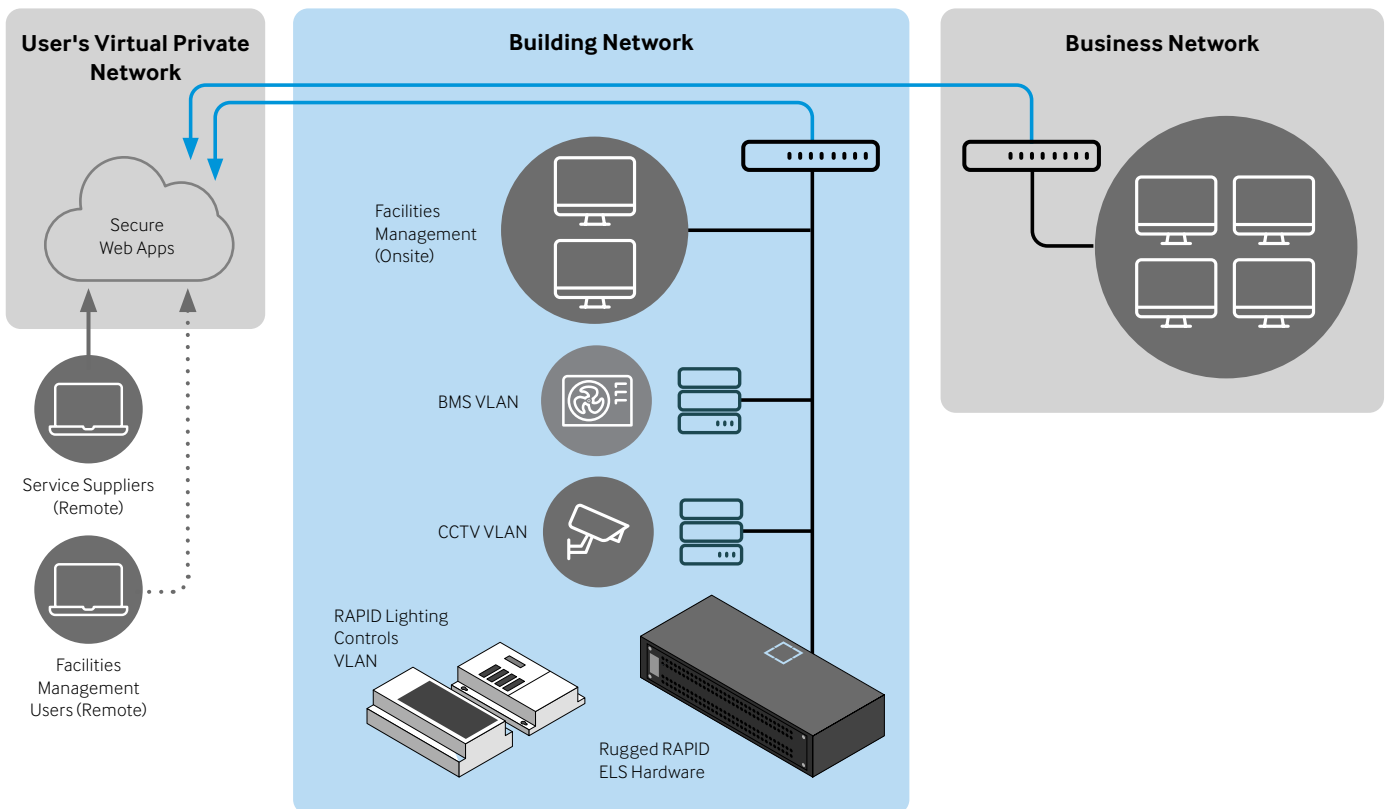 User's Virtual Private
Network
Building Network
Business Network
Secure
Web Apps
Facilities
Management
(Onsite)
BMS VLAN
Service Suppliers
(Remote)
CCTV VLAN
RAPID Lighting
Controls
VLAN
Facilities
Management
Users (Remote)
Rugged RAPID
ELS Hardware